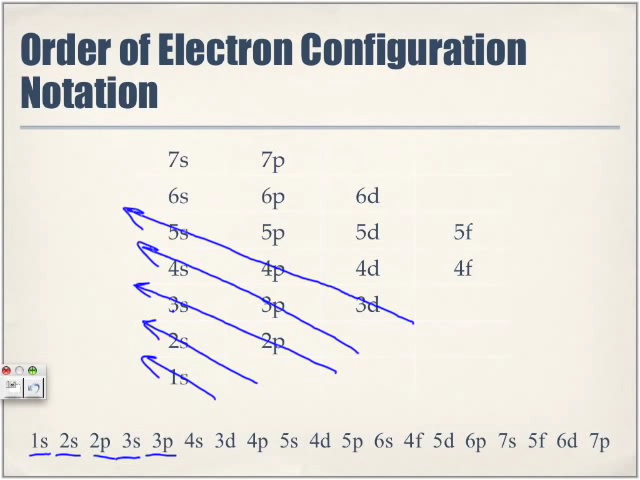 Order of Electron Configuration
Notation
7s 7p
6s 6p 6d
5s 5p 5d 5f
4s 4p 4d 4f
3s 3p 3d
2s 2p
1s
1s 2s 2p 3s 3p 4s 3d 4p 5s 4d 5p 6s 4f 5d 6p 7s 5f 6d 7p